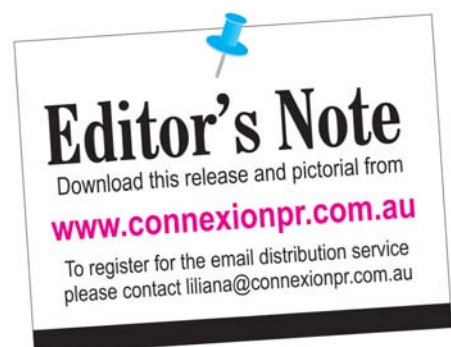 Editor’s Note
Download this release and pictorial from
www.connexionpr.com.au
To register for the email distribution service
please contact liliana@connexionpr.com.au